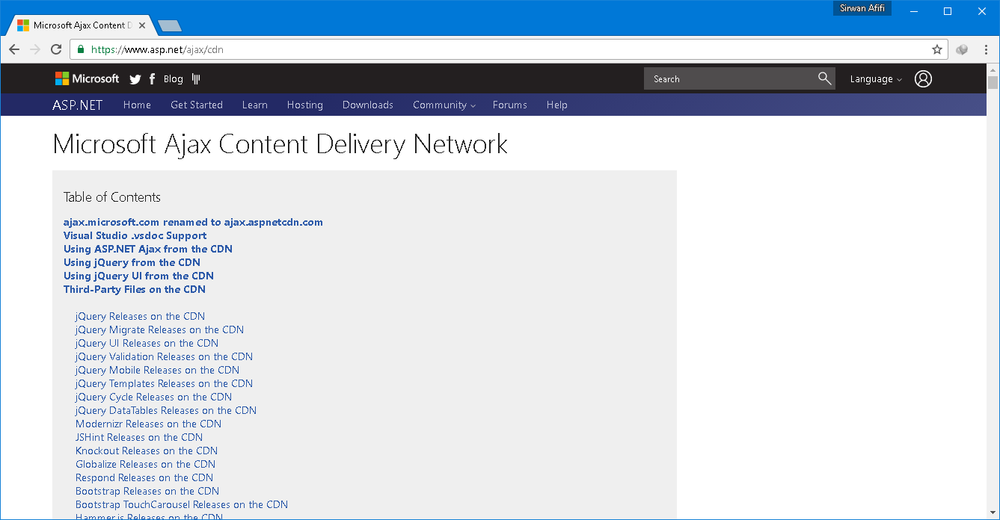 Sirwan Afifi
Microsoft Ajax Content D
https://www.asp.net/ajax/cdn
Microsoft Blog Search Language
ASP.NET Home Get Started Learn Hosting Downloads Community Forums Help
Microsoft Ajax Content Delivery Network
Table of Contents
ajax.microsoft.com renamed to ajax.aspnetcdn.com
Visual Studio .vsdoc Support
Using ASP.NET Ajax from the CDN
Using jQuery from the CDN
Using jQuery UI from the CDN
Third-Party Files on the CDN
jQuery Releases on the CDN
jQuery Migrate Releases on the CDN
jQuery UI Releases on the CDN
jQuery Validation Releases on the CDN
jQuery Mobile Releases on the CDN
jQuery Templates Releases on the CDN
jQuery Cycle Releases on the CDN
jQuery DataTables Releases on the CDN
Modernizr Releases on the CDN
JSHint Releases on the CDN
Knockout Releases on the CDN
Globalize Releases on the CDN
Respond Releases on the CDN
Bootstrap Releases on the CDN
Bootstrap TouchCarousel Releases on the CDN
Hammer.js Releases on the CDN